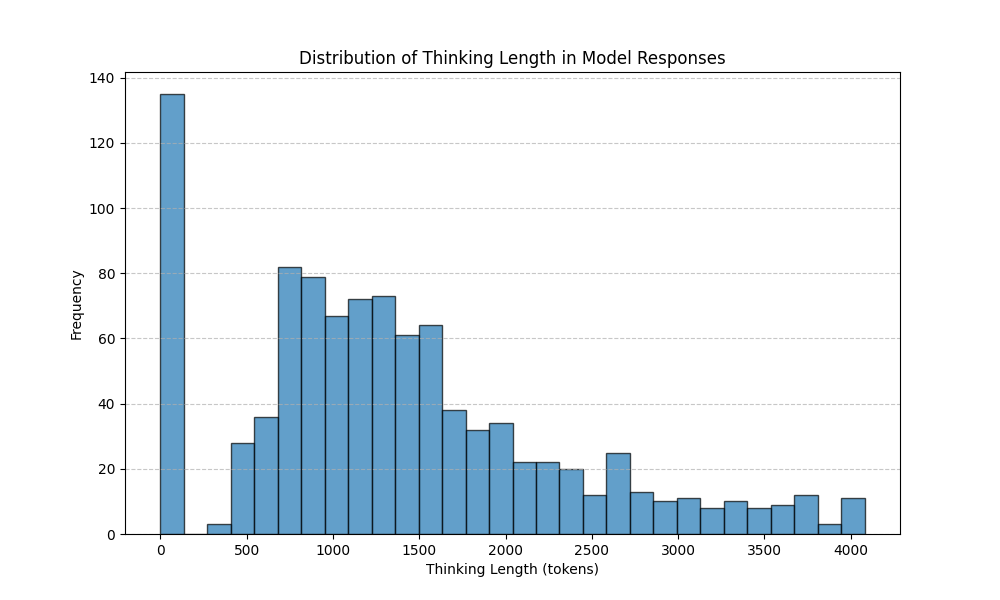 Distribution of Thinking Length in Model Responses
140
120
100
80
60
40
20
0
Frequency
0 500 1000 1500 2000 2500 3000 3500 4000
Thinking Length (tokens)